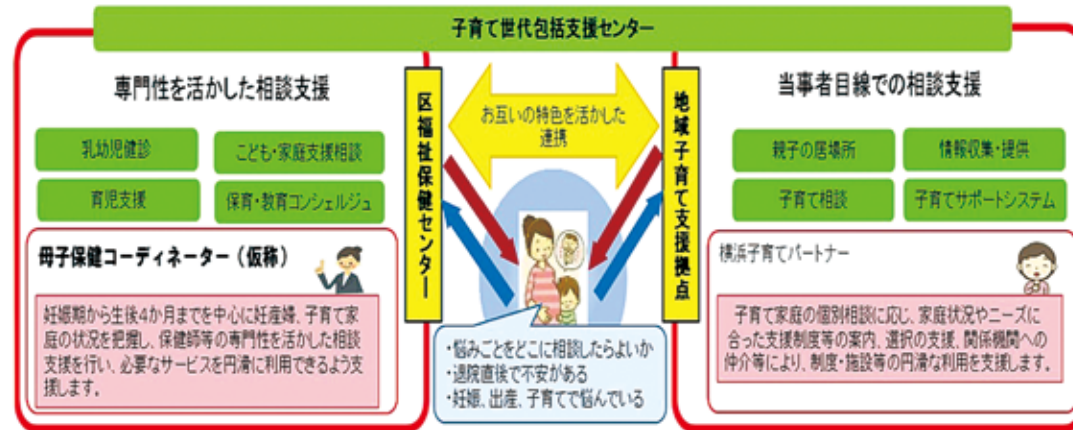 子育て世代包括支援センター
専門性を活かした相談支援
乳幼児健診
こども・家庭支援相談
育児支援
保育・教育コンシェルジュ
母子保健コーディネーター（仮称）
妊娠期から生後4か月までを中心に妊産婦、子育て家
庭の状況を把握し、保健師等の専門性を活かした相談
支援を行い、必要なサービスを円滑に利用できるよう支
援します。
区福祉保健センター
お互いの特色を活かした
連携
・悩みごとをどこに相談したらよいか
・退院直後で不安がある
・妊娠、出産、子育てで悩んでいる
地域子育て支援拠点
当事者目線での相談支援
親子の居場所
情報収集・提供
子育て相談
子育てサポートシステム
横浜子育てパートナー
子育て家庭の個別相談に応じ、家庭状況やニーズに
合った支援制度等の案内、選択の支援、関係機関への
仲介等により、制度・施設等の円滑な利用を支援します。